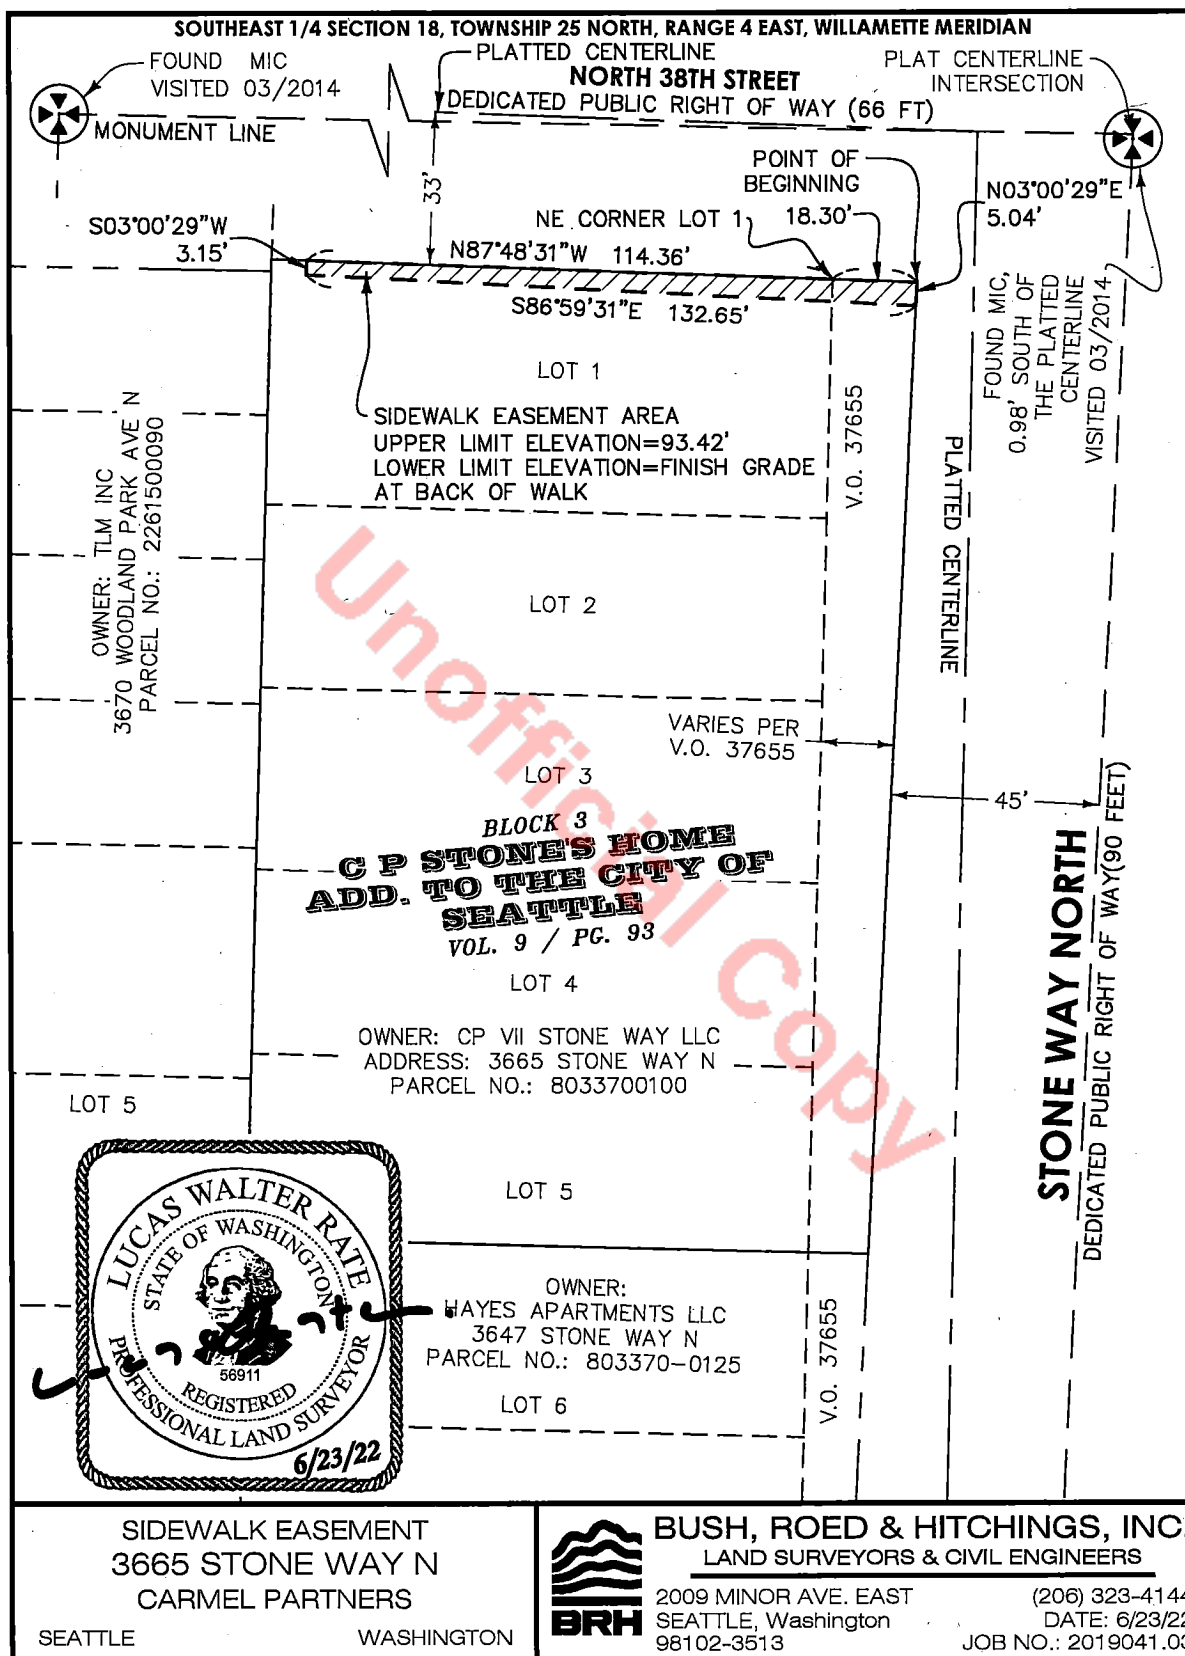 SOUTHEAST 1/4 SECTION 18, TOWNSHIP 25 NORTH, RANGE 4 EAST, WILLAMETTE MERIDIAN
FOUND MIC
VISITED 03/2014
MONUMENT LINE
PLATTED CENTERLINE
NORTH 38TH STREET
DEDICATED PUBLIC RIGHT OF WAY (66 FT)
PLAT CENTERLINE
INTERSECTION
33'
POINT OF
BEGINNING
N03°00'29"E
5.04'
S03°00'29"W
3.15'
NE CORNER LOT 1
18.30'
N87°48'31"W 114.36'
S86°59'31"E 132.65'
FOUND MIC,
0.98' SOUTH OF
THE PLATTED
CENTERLINE
VISITED 03/2014
LOT 1
SIDEWALK EASEMENT AREA
UPPER LIMIT ELEVATION=93.42'
LOWER LIMIT ELEVATION=FINISH GRADE
AT BACK OF WALK
V.O. 37655
PLATTED CENTERLINE
OWNER: TLM INC
3670 WOODLAND PARK AVE N
PARCEL NO.: 2261500090
LOT 2
VARIES PER
V.O. 37655
LOT 3
45'
BLOCK 3
C P STONE'S HOME
ADD. TO THE CITY OF
SEATTLE
VOL. 9 / PG. 93
STONE WAY NORTH
DEDICATED PUBLIC RIGHT OF WAY(90 FEET)
LOT 4
OWNER: CP VII STONE WAY LLC
ADDRESS: 3665 STONE WAY N
PARCEL NO.: 8033700100
Unofficial Copy
LOT 5
LOT 5
LUCAS WALTER RATE
STATE OF WASHINGTON
56911
REGISTERED
PROFESSIONAL LAND SURVEYOR
6/23/22
OWNER:
HAYES APARTMENTS LLC
3647 STONE WAY N
PARCEL NO.: 803370-0125
LOT 6
V.O. 37655
SIDEWALK EASEMENT
3665 STONE WAY N
CARMEL PARTNERS
SEATTLE WASHINGTON
BRH
BUSH, ROED & HITCHINGS, INC.
LAND SURVEYORS & CIVIL ENGINEERS
2009 MINOR AVE. EAST (206) 323-4144
SEATTLE, Washington DATE: 6/23/22
98102-3513 JOB NO.: 2019041.03